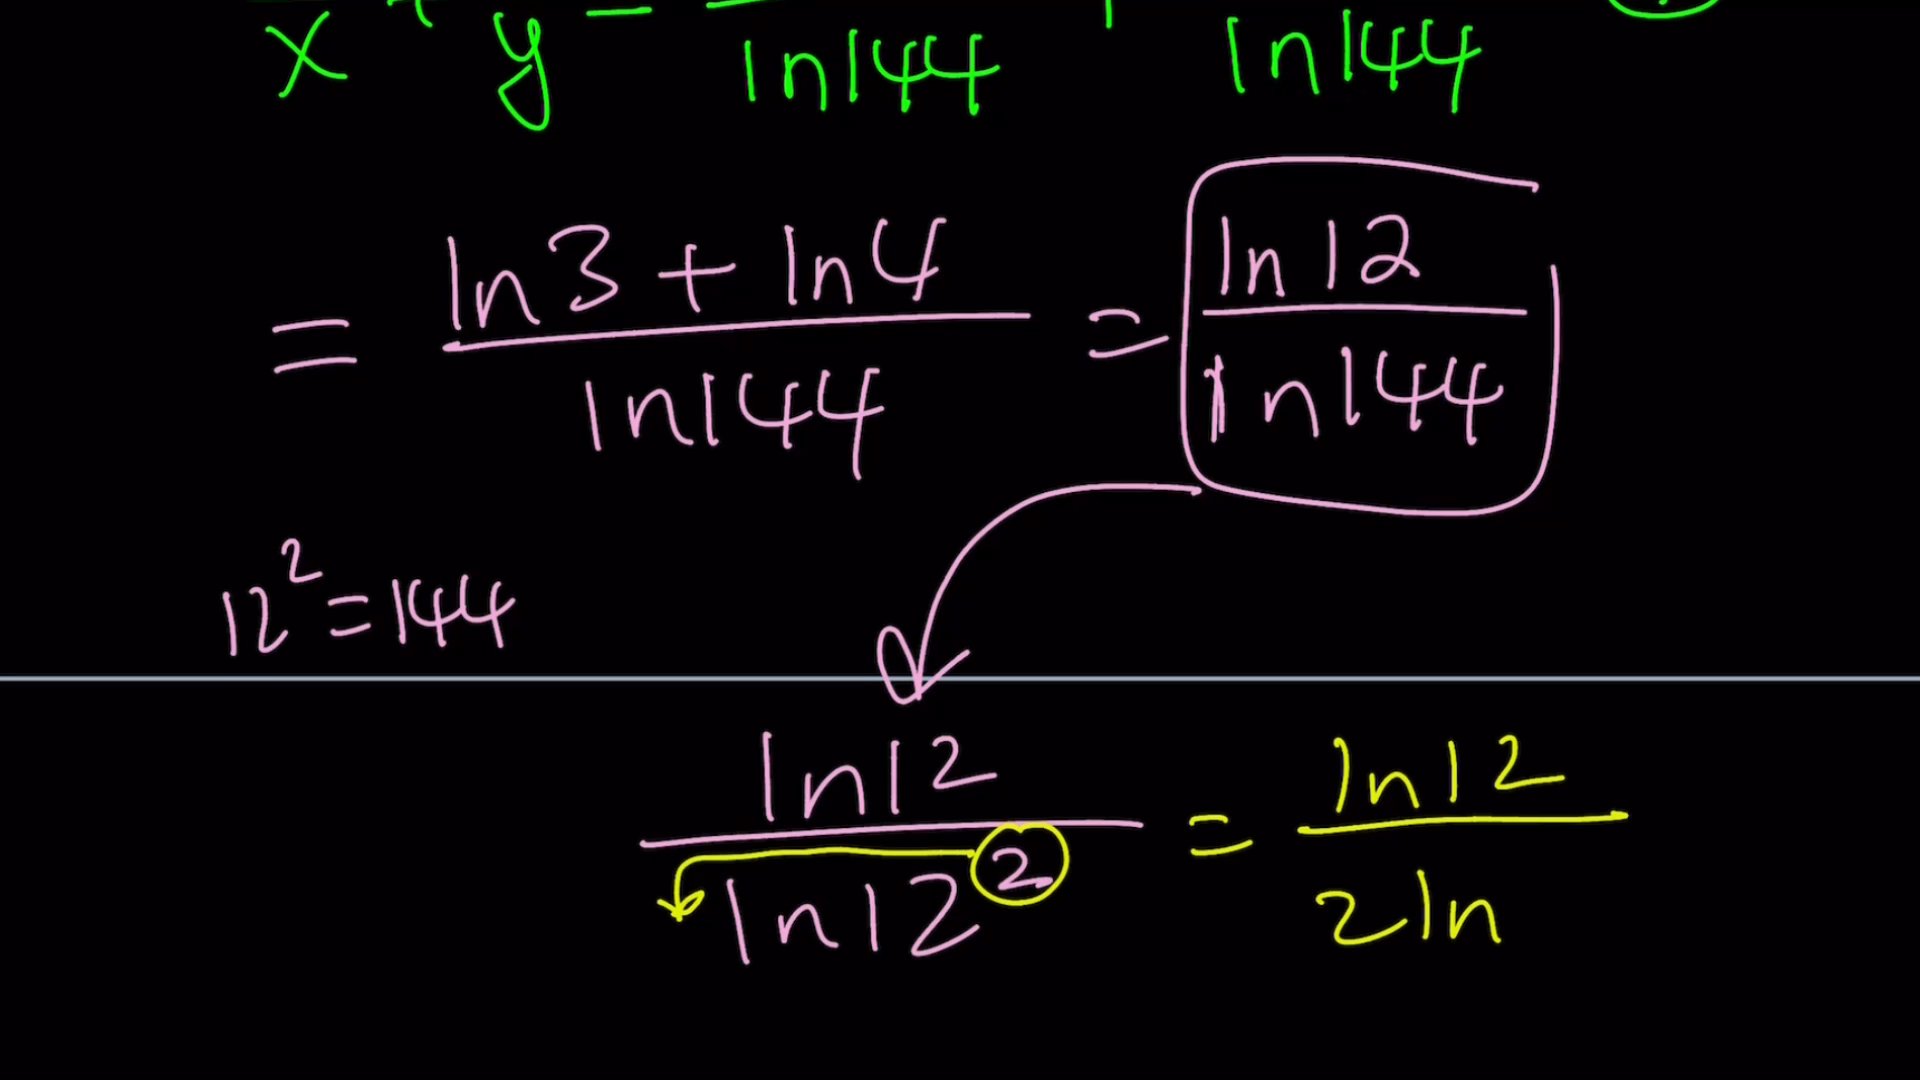 x + y = ln144 + ln144
= ln3 + ln4 / ln144 = ln12 / ln144
12² = 144
ln12 / ln12² = ln12 / 2ln